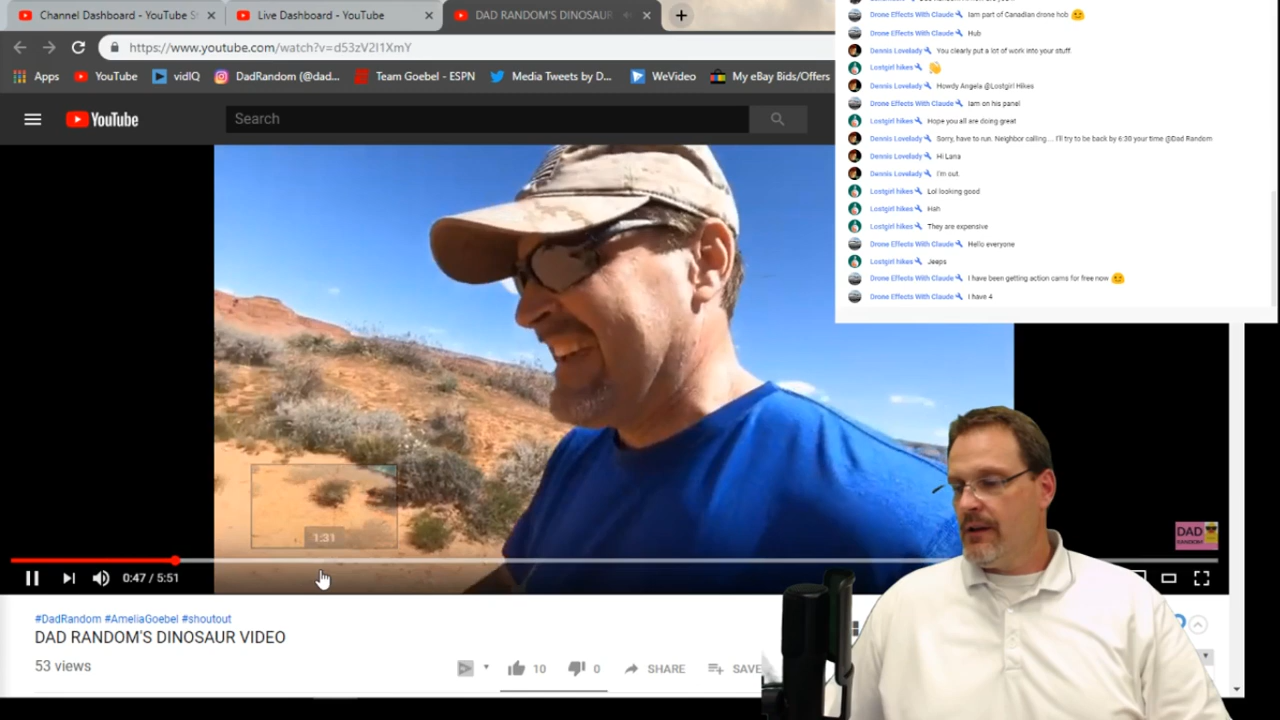 Channel Dashboard - YouTube
Dashboard - YouTube
DAD RANDOM'S DINOSAUR
https://www.youtube.com/watch?v=d53zV2l1XmY
Apps
YouTube
DadRandom (@dad...
Team Goebel - ESPN
Media Tweets by D...
WeVideo
My eBay Bids/Offers
YouTube
Search
Drone Effects With Claude Iam part of Canadian drone hob
Drone Effects With Claude Hub
Dennis Lovelady You clearly put a lot of work into your stuff.
Lostgirl hikes
Dennis Lovelady Howdy Angela @Lostgirl Hikes
Drone Effects With Claude Iam on his panel
Lostgirl hikes Hope you all are doing great
Dennis Lovelady Sorry, have to run. Neighbor calling ... I'll try to be back by 6:30 your time @Dad Random
Dennis Lovelady Hi Lana
Dennis Lovelady I'm out.
Lostgirl hikes Lol looking good
Lostgirl hikes Hah
Lostgirl hikes They are expensive
Drone Effects With Claude Hello everyone
Lostgirl hikes Jeeps
Drone Effects With Claude I have been getting action cams for free now
Drone Effects With Claude I have 4
1:31
DAD
RANDOM
0:47 / 5:51
#DadRandom #AmeliaGoebel #shoutout
DAD RANDOM'S DINOSAUR VIDEO
53 views
10
0
SHARE
SAVE